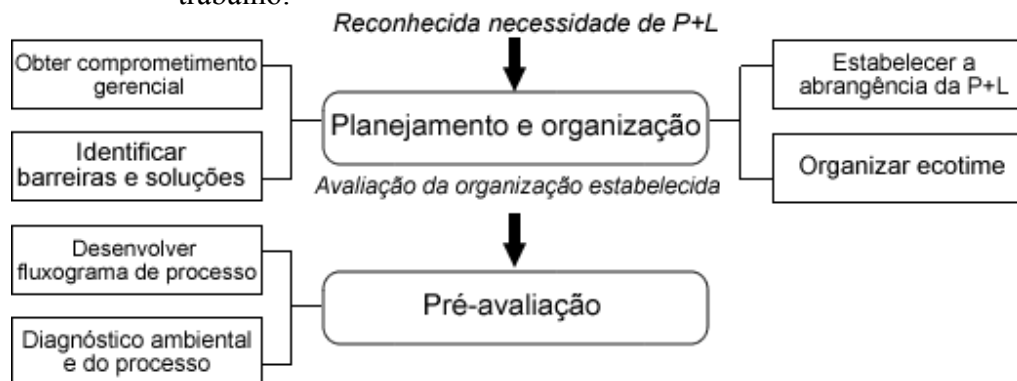 trabalho:
Reconhecida necessidade de P+L
Obter comprometimento
gerencial
Estabelecer a
abrangência da P+L
Planejamento e organização
Identificar
barreiras e soluções
Organizar ecotime
Avaliação da organização estabelecida
Desenvolver
fluxograma de processo
Pré-avaliação
Diagnóstico ambiental
e do processo